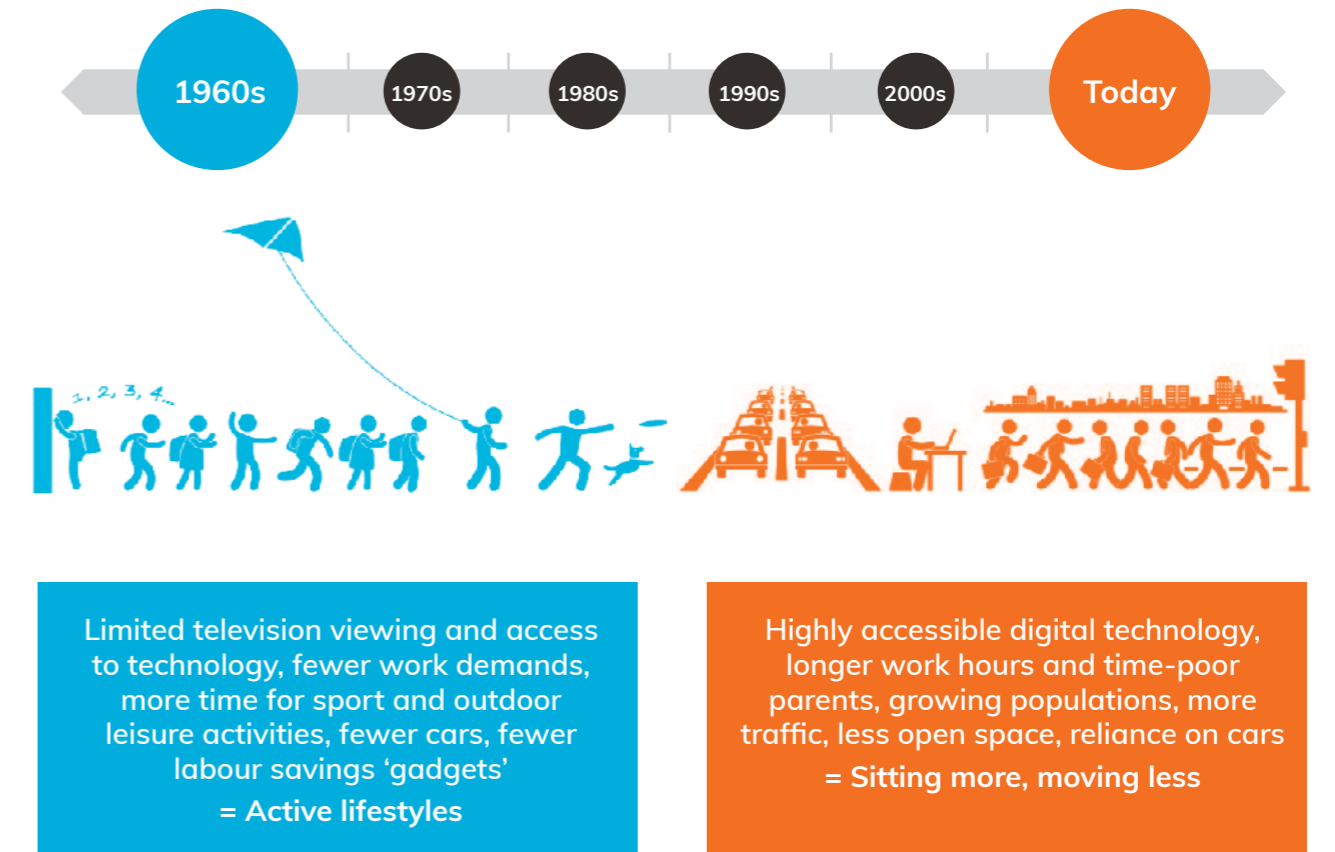 1960s
1970s
1980s
1990s
2000s
Today
1, 2, 3, 4...
Limited television viewing and access
to technology, fewer work demands,
more time for sport and outdoor
leisure activities, fewer cars, fewer
labour savings ‘gadgets’
= Active lifestyles
Highly accessible digital technology,
longer work hours and time-poor
parents, growing populations, more
traffic, less open space, reliance on cars
= Sitting more, moving less